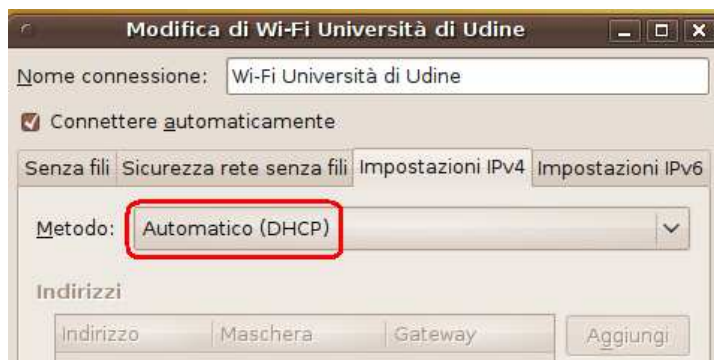 Modifica di Wi-Fi Università di Udine
Nome connessione: Wi-Fi Università di Udine
Connettere automaticamente
Senza fili Sicurezza rete senza fili Impostazioni IPv4 Impostazioni IPv6
Metodo: Automatico (DHCP)
Indirizzi
Indirizzo Maschera Gateway Aggiungi